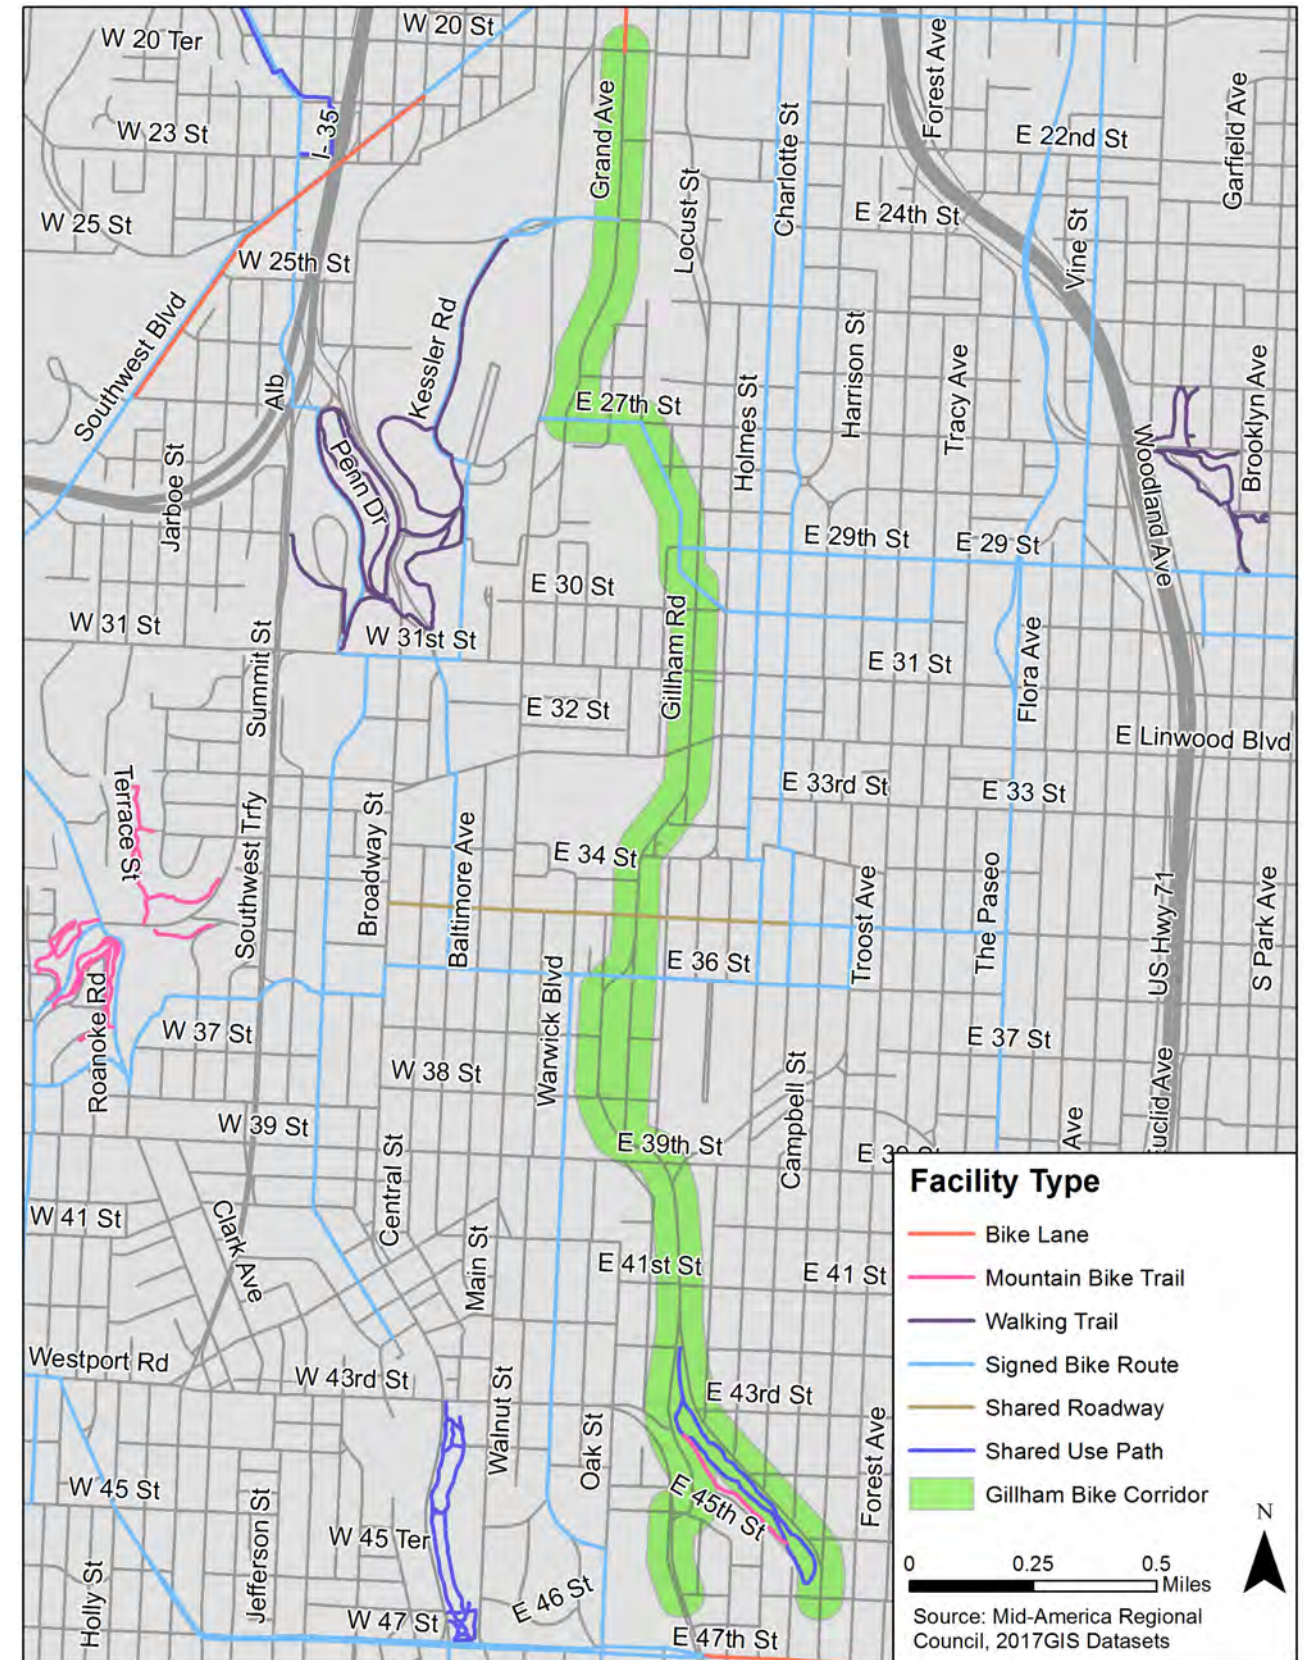 W 20 St
W 20 Ter
Forest Ave
Grand Ave
Garfield Ave
I-35
W 23 St
Charlotte St
E 22nd St
Locust St
E 24th St
W 25 St
Vine St
W 25th St
Kessler Rd
Southwest Blvd
Harrison St
Alb
Holmes St
E 27th St
Tracy Ave
Brooklyn Ave
Penn Dr
Jarboe St
Woodland Ave
E 29th St
E 29 St
E 30 St
W 31 St
W 31st St
Summit St
Gillham Rd
E 31 St
Flora Ave
E 32 St
E Linwood Blvd
Terrace St
E 33rd St
E 33 St
Southwest Trfy
Broadway St
Baltimore Ave
E 34 St
Troost Ave
The Paseo
US Hwy 71
S Park Ave
E 36 St
Warwick Blvd
Roanoke Rd
W 37 St
E 37 St
W 38 St
Campbell St
W 39 St
E 39th St
Central St
Ave
W 41 St
Clark Ave
Main St
E 41st St
E 41 St
Westport Rd
W 43rd St
E 43rd St
Walnut St
Oak St
Forest Ave
W 45 St
E 45th St
Jefferson St
W 45 Ter
Holly St
E 46 St
W 47 St
E 47th St
Facility Type
Bike Lane
Mountain Bike Trail
Walking Trail
Signed Bike Route
Shared Roadway
Shared Use Path
Gillham Bike Corridor
N
0 0.25 0.5
Miles
Source: Mid-America Regional
Council, 2017GIS Datasets